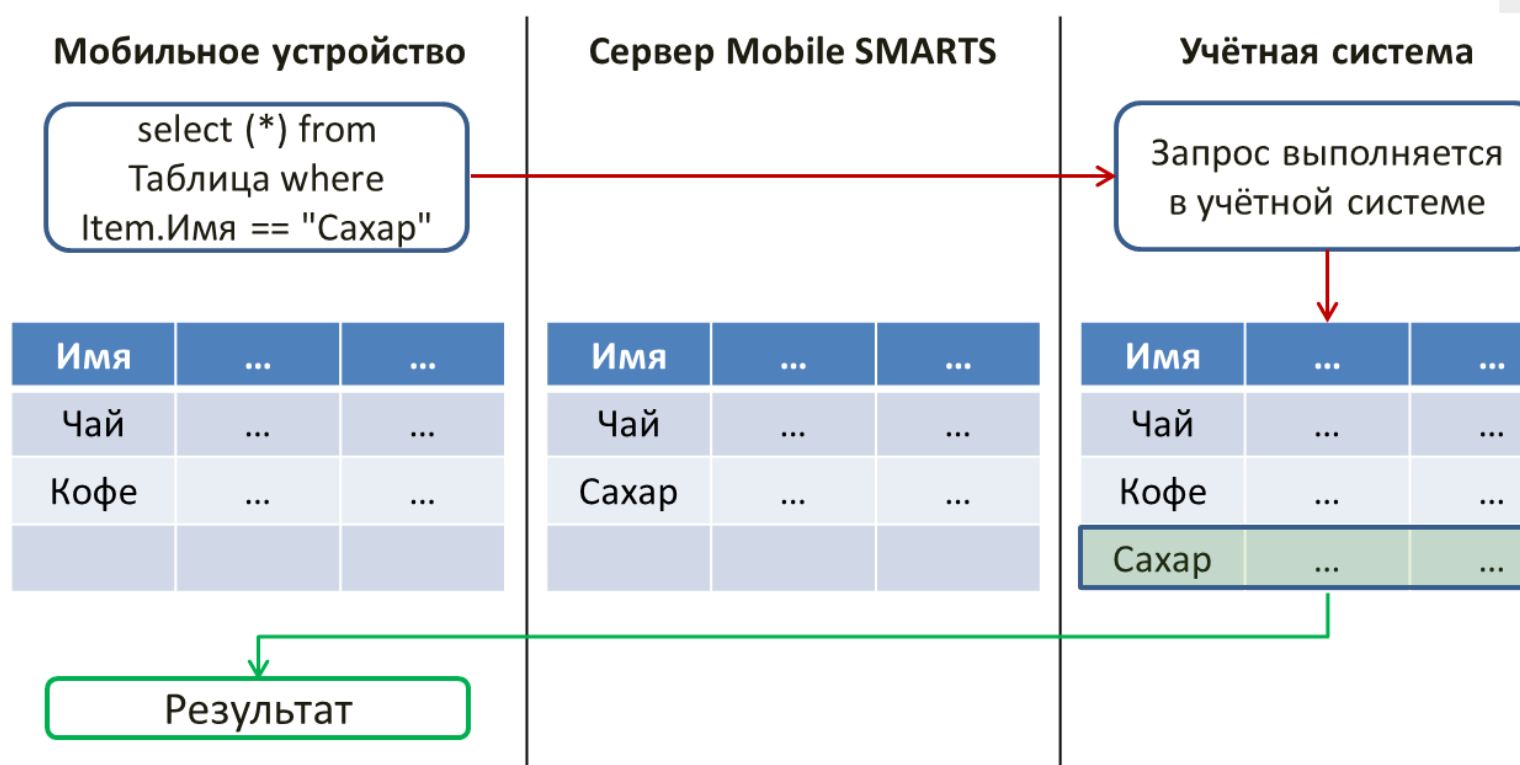 Мобильное устройство
Сервер Mobile SMARTS
Учётная система
select (*) from
Таблица where
Item.Имя == "Сахар"
Запрос выполняется
в учётной системе
Имя ... ...
Чай ... ...
Кофе ... ...
Имя ... ...
Чай ... ...
Сахар ... ...
Имя ... ...
Чай ... ...
Кофе ... ...
Сахар ... ...
Результат